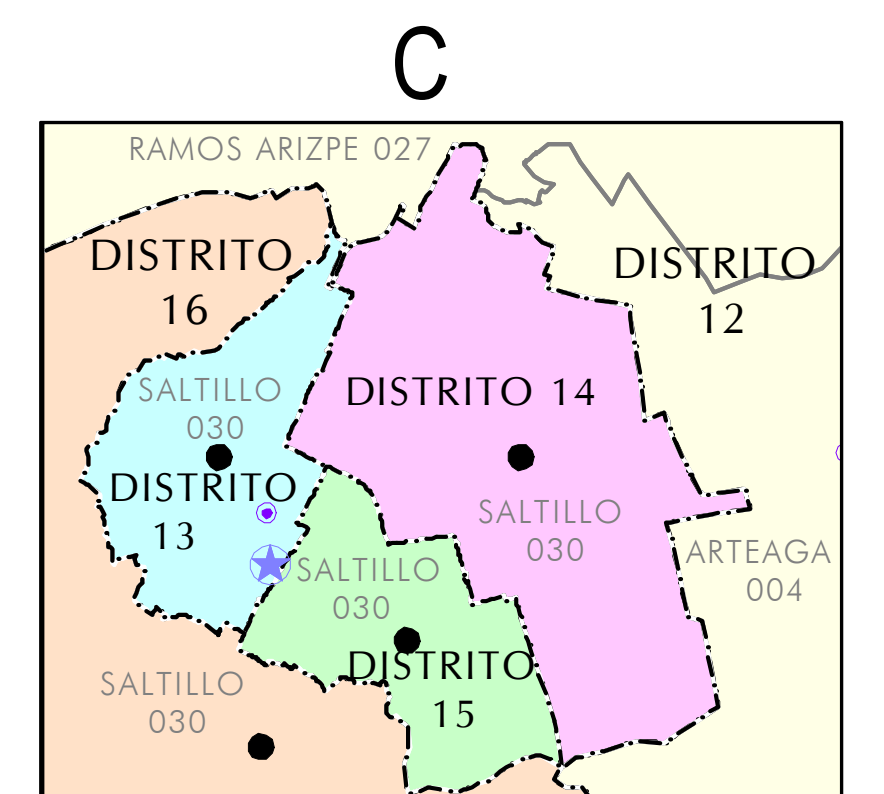 C
RAMOS ARIZPE 027
DISTRITO
16
DISTRITO
12
SALTILLO
030
DISTRITO 14
DISTRITO
13
SALTILLO
030
ARTEAGA
004
SALTILLO
030
DISTRITO
15
SALTILLO
030